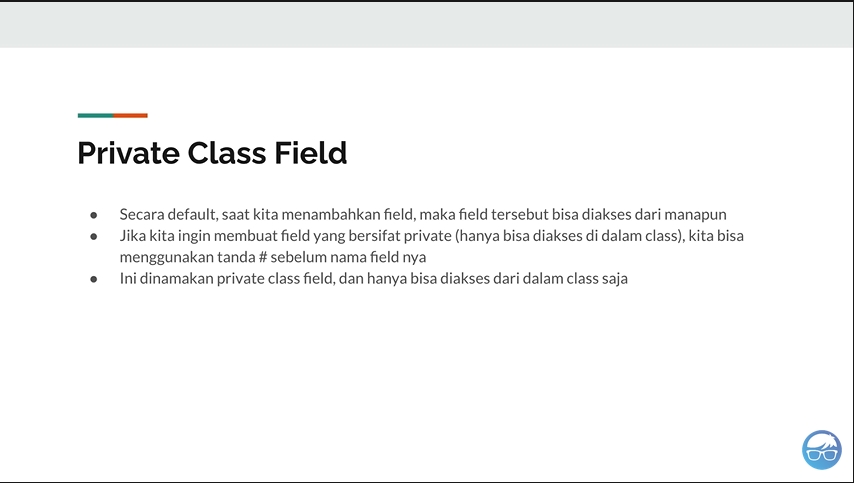 Private Class Field
● Secara default, saat kita menambahkan field, maka field tersebut bisa diakses dari manapun
● Jika kita ingin membuat field yang bersifat private (hanya bisa diakses di dalam class), kita bisa
menggunakan tanda # sebelum nama field nya
● Ini dinamakan private class field, dan hanya bisa diakses dari dalam class saja